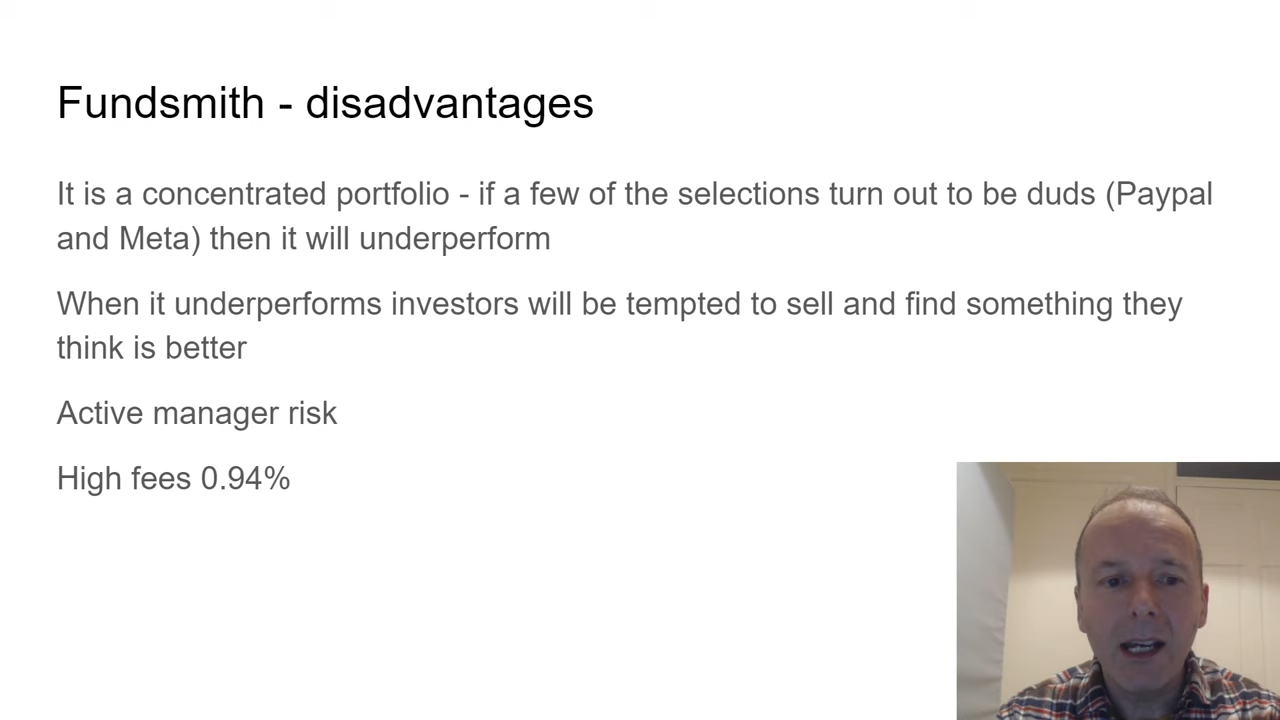 Fundsmith - disadvantages
It is a concentrated portfolio - if a few of the selections turn out to be duds (Paypal
and Meta) then it will underperform
When it underperforms investors will be tempted to sell and find something they
think is better
Active manager risk
High fees 0.94%